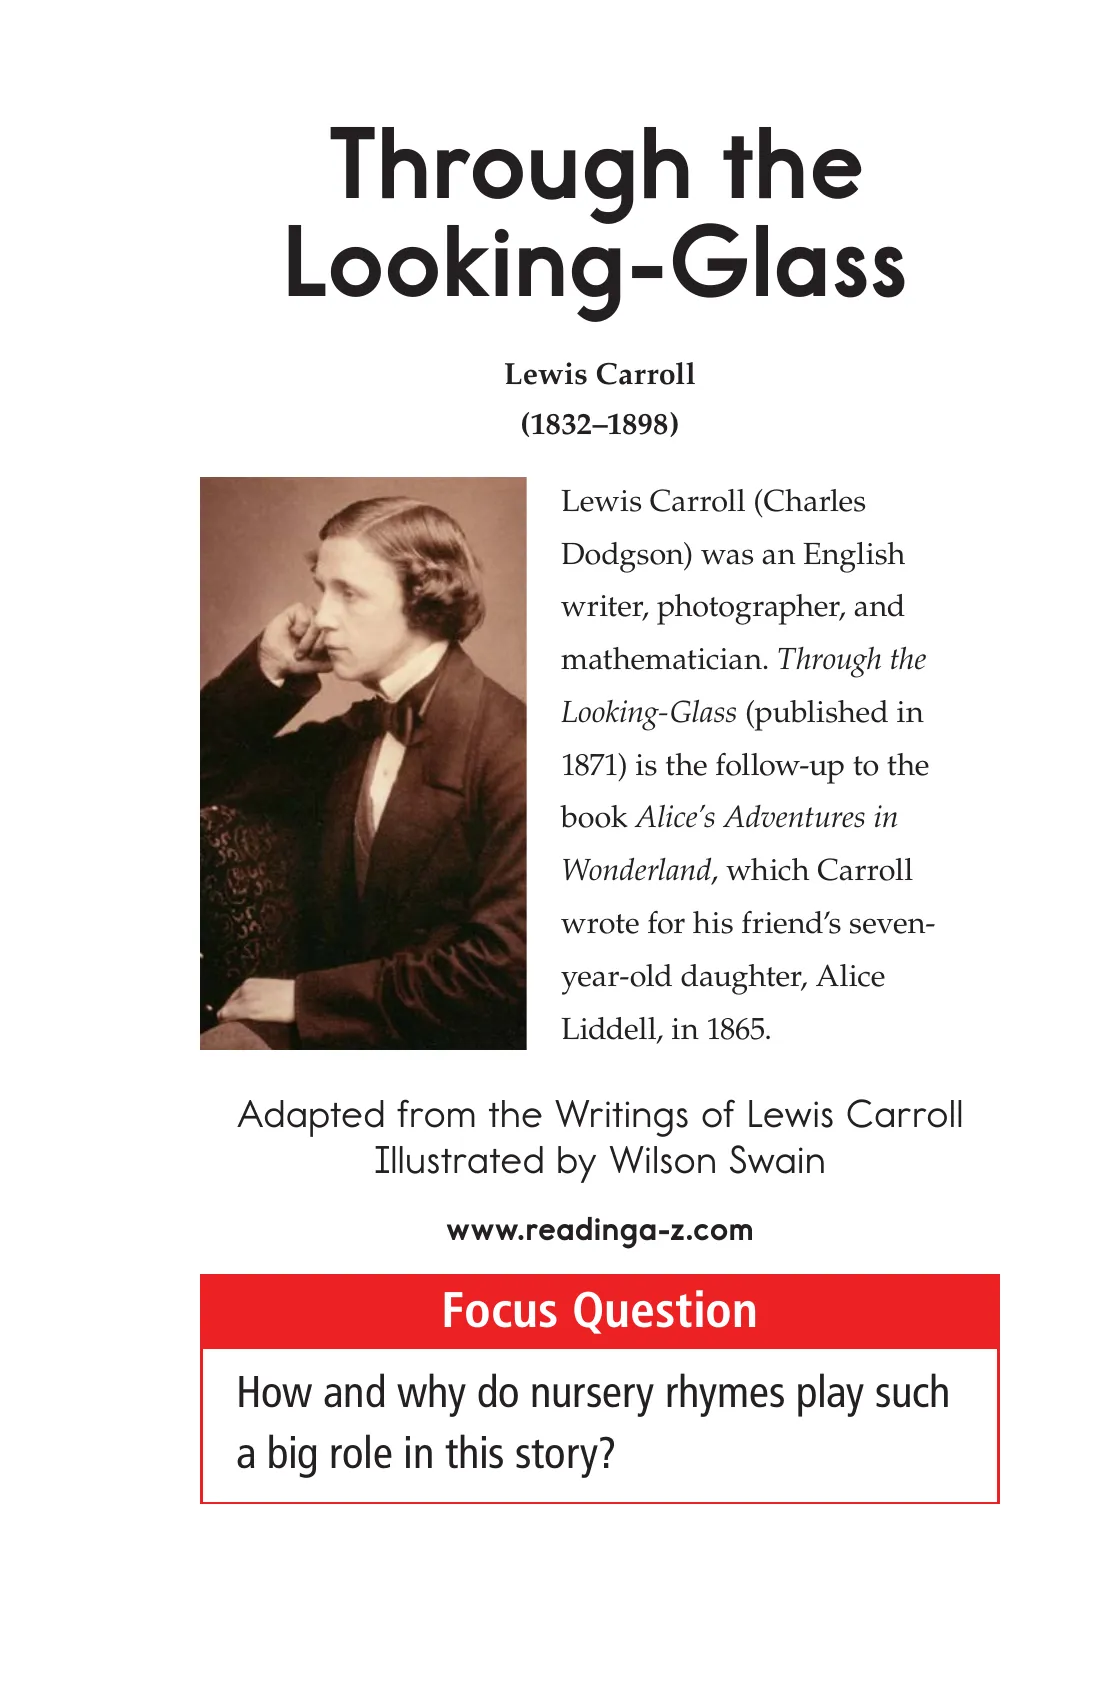 Through the
Looking-Glass
Lewis Carroll
(1832–1898)
Lewis Carroll (Charles
Dodgson) was an English
writer, photographer, and
mathematician. Through the
Looking-Glass (published in
1871) is the follow-up to the
book Alice’s Adventures in
Wonderland, which Carroll
wrote for his friend’s seven-
year-old daughter, Alice
Liddell, in 1865.
Adapted from the Writings of Lewis Carroll
Illustrated by Wilson Swain
www.readinga-z.com
Focus Question
How and why do nursery rhymes play such
a big role in this story?